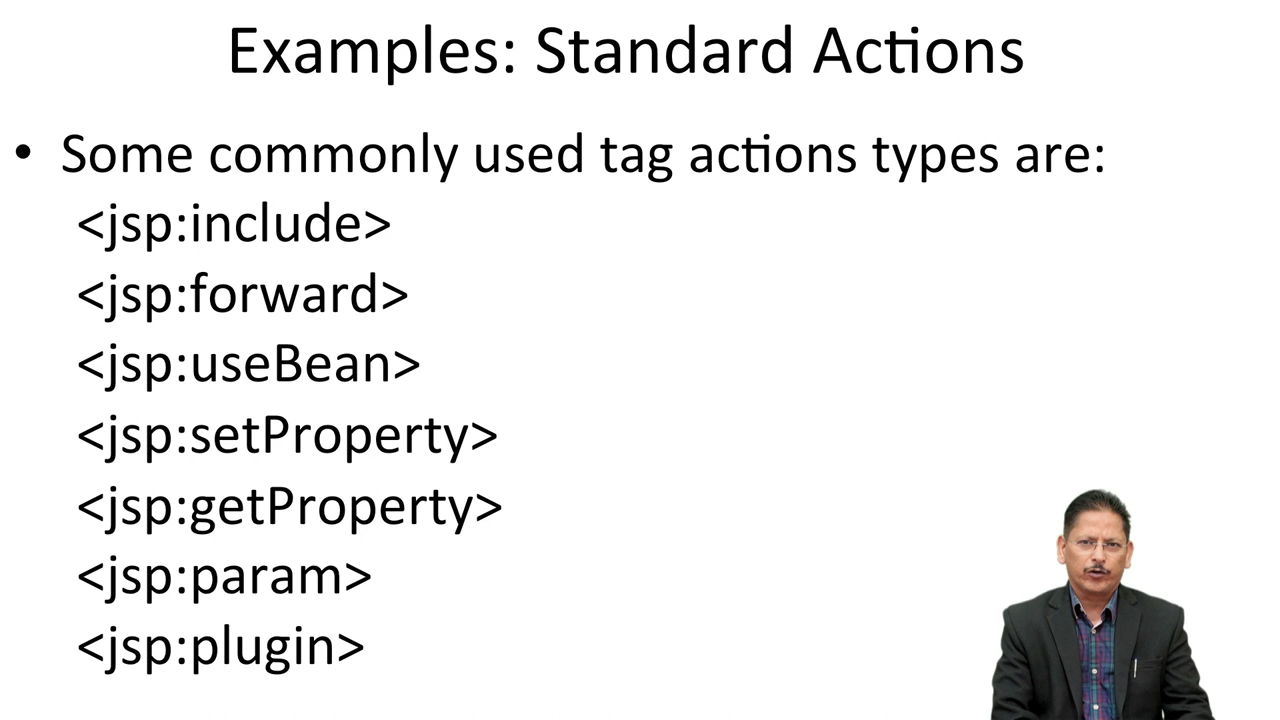 Examples: Standard Actions
• Some commonly used tag actions types are:
<jsp:include>
<jsp:forward>
<jsp:useBean>
<jsp:setProperty>
<jsp:getProperty>
<jsp:param>
<jsp:plugin>